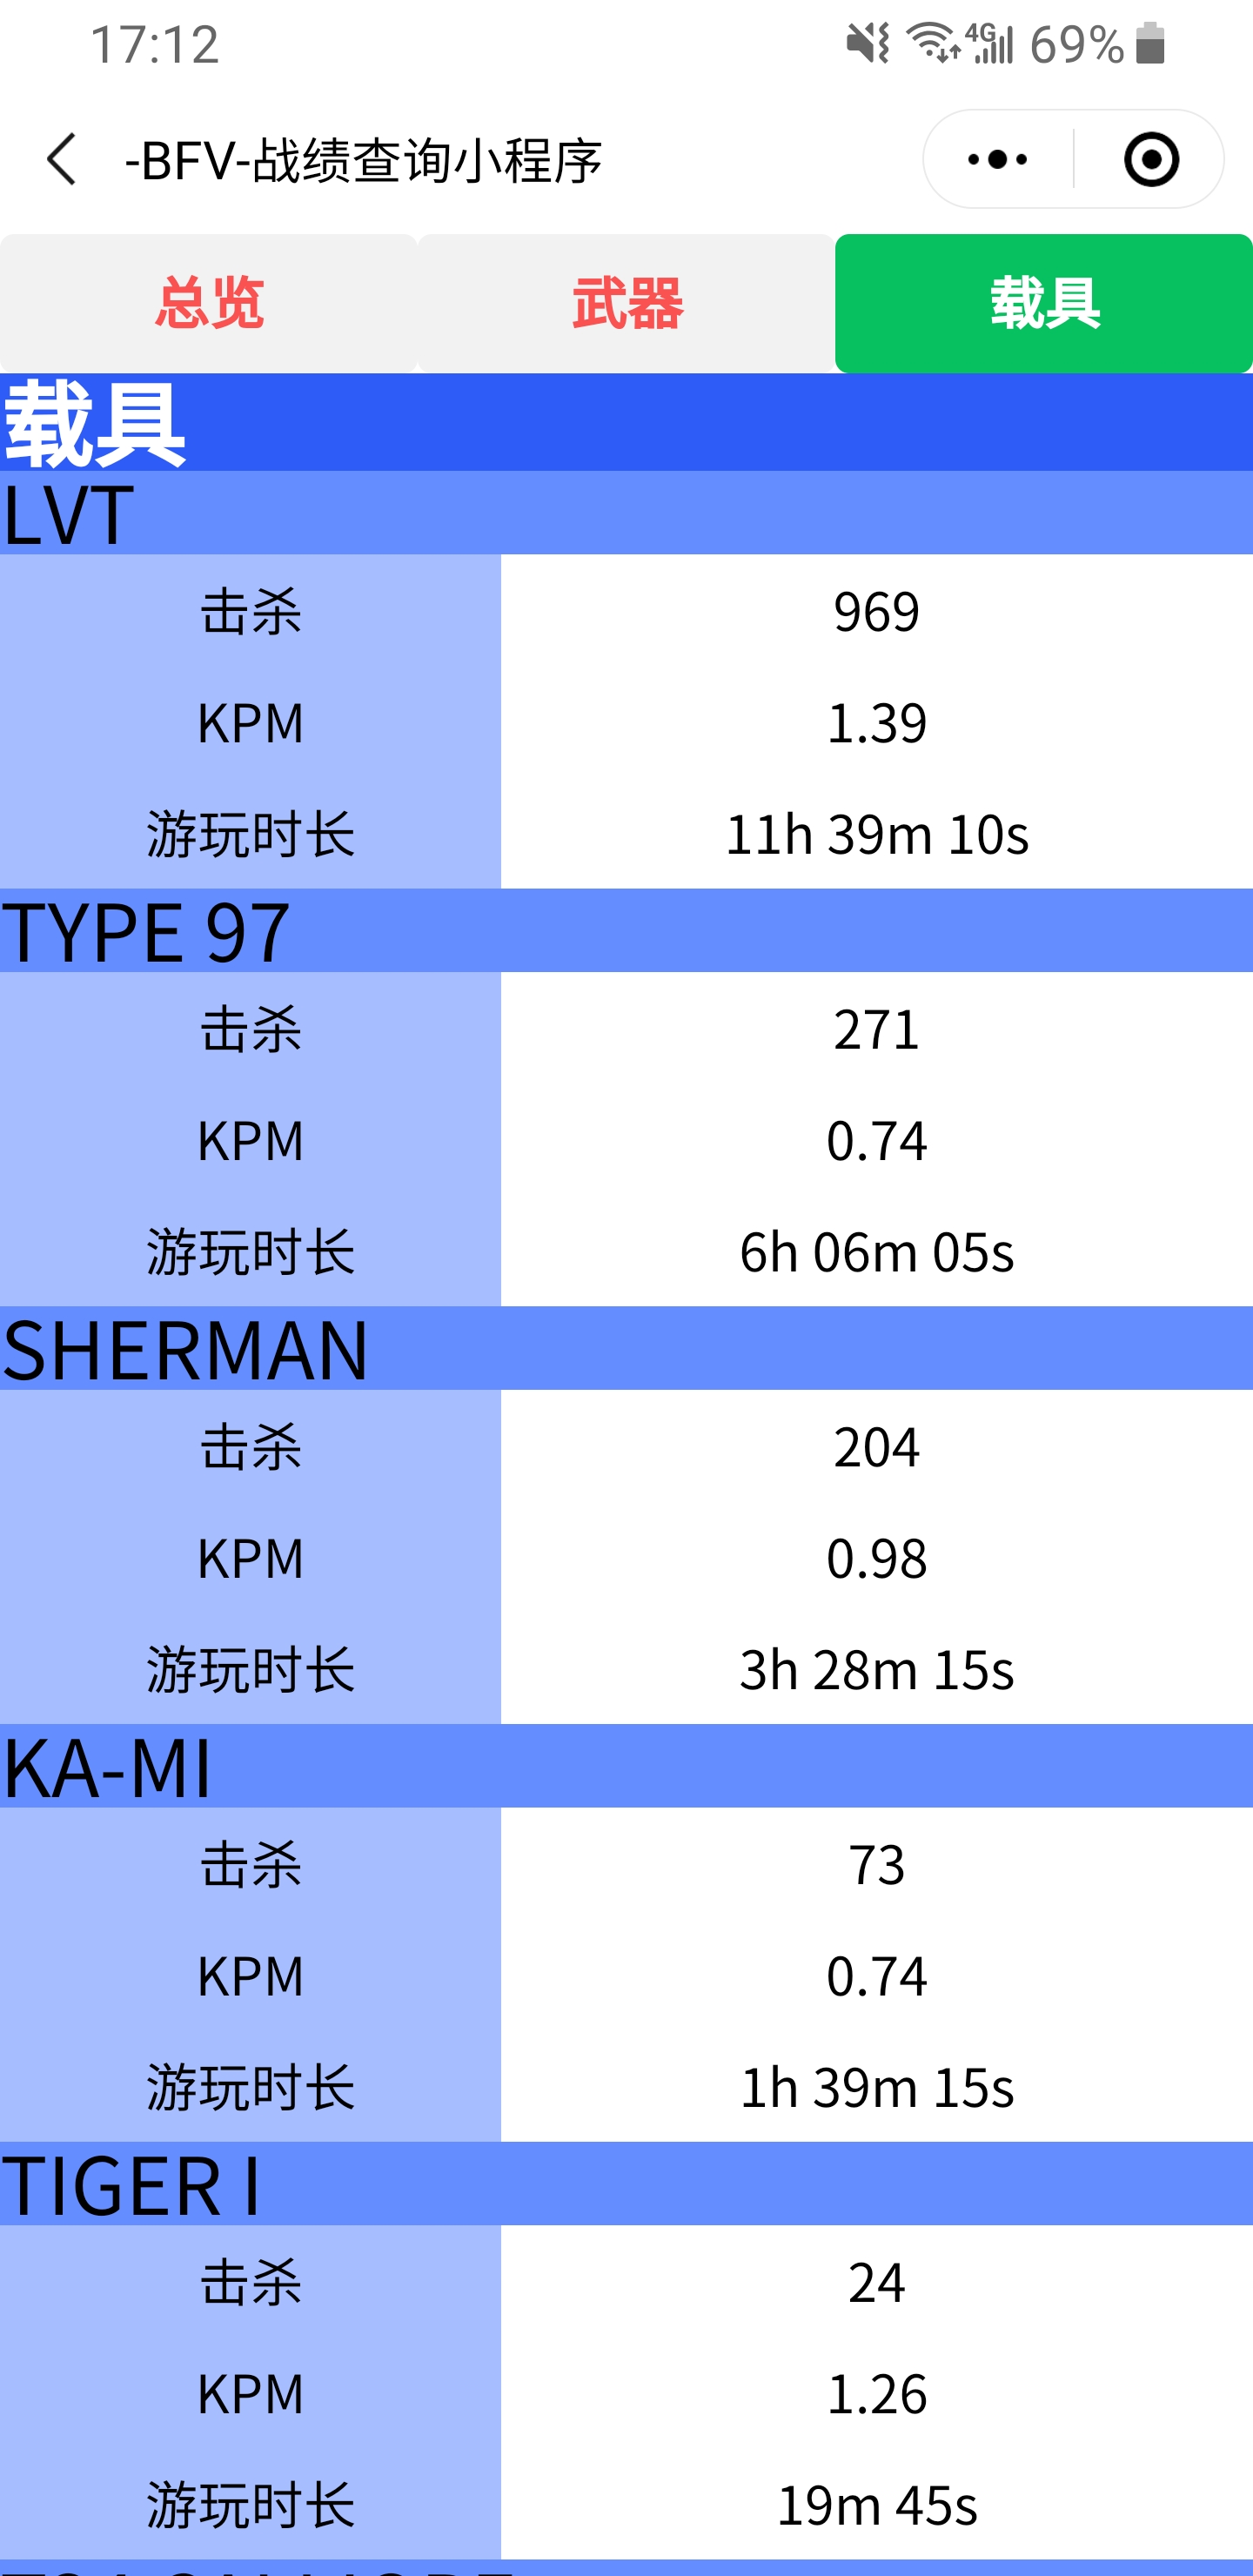 17:12
4G 69%
-BFV-战绩查询小程序
总览 武器 载具
载具
LVT
击杀 969
KPM 1.39
游玩时长 11h 39m 10s
TYPE 97
击杀 271
KPM 0.74
游玩时长 6h 06m 05s
SHERMAN
击杀 204
KPM 0.98
游玩时长 3h 28m 15s
KA-MI
击杀 73
KPM 0.74
游玩时长 1h 39m 15s
TIGER I
击杀 24
KPM 1.26
游玩时长 19m 45s